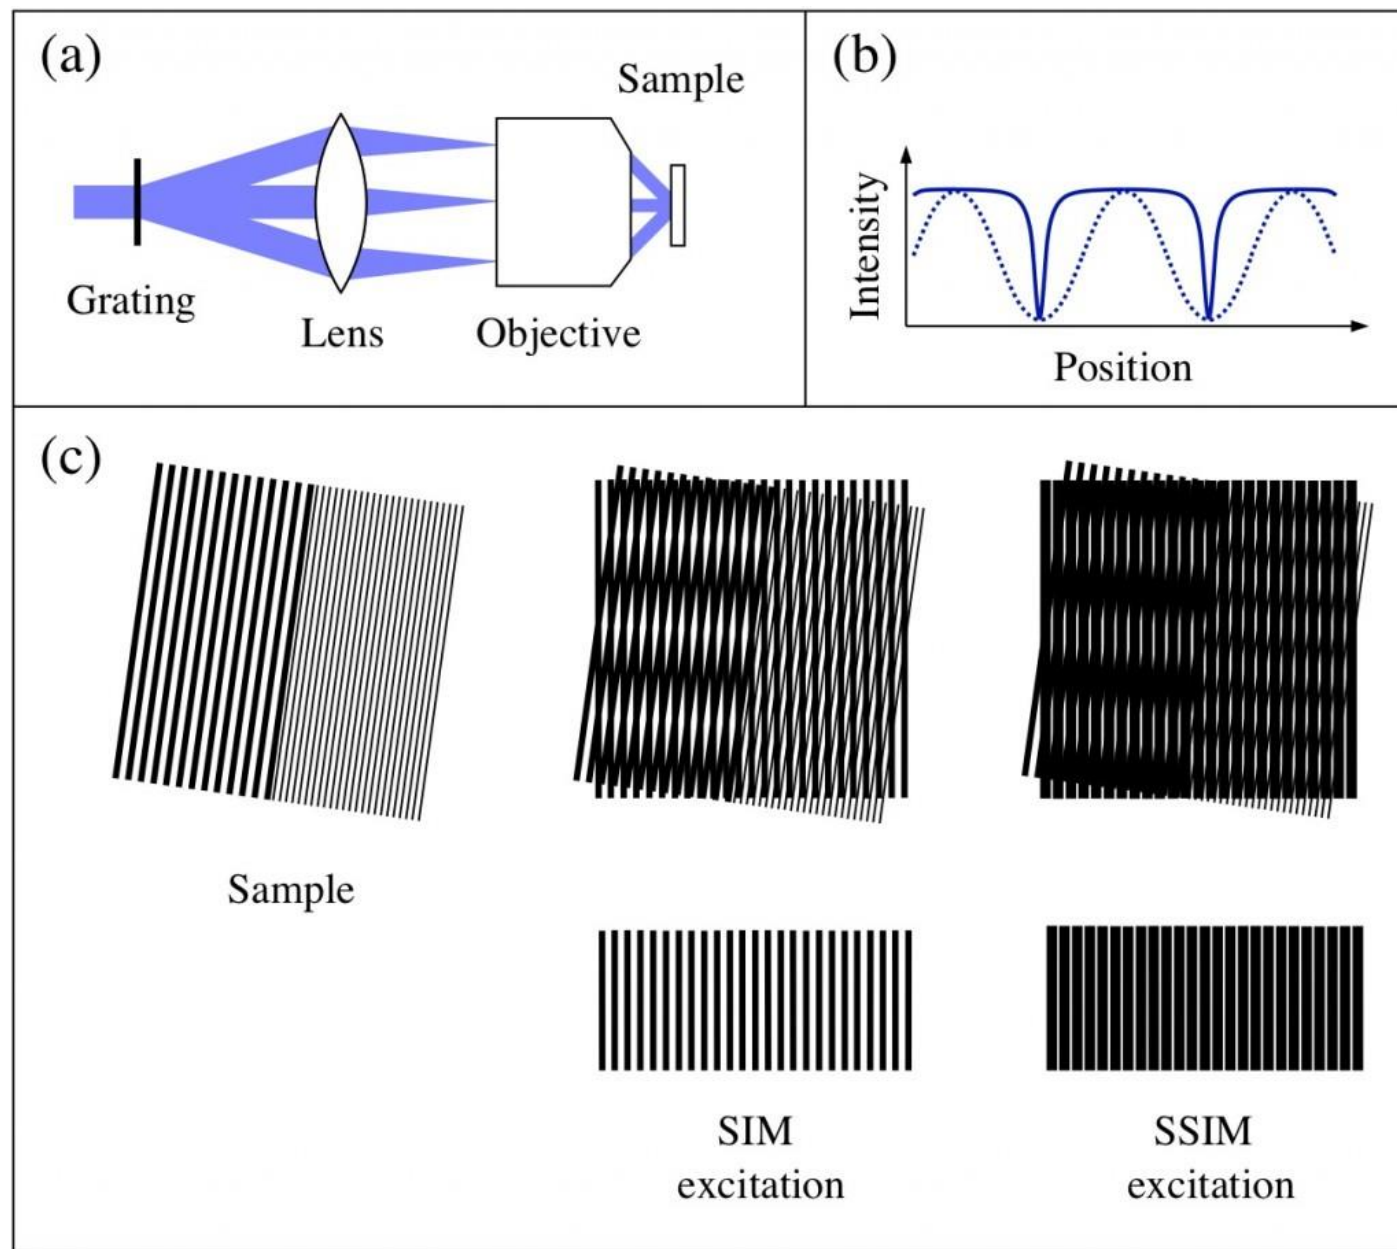 (a)
Sample
Grating
Lens
Objective
(b)
Intensity
Position
(c)
Sample
SIM
excitation
SSIM
excitation